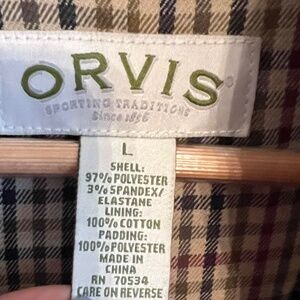 ORVIS
SPORTING TRADITIONS
Since 1856
L
SHELL:
97% POLYESTER
3% SPANDEX/
ELASTANE
LINING:
100% COTTON
PADDING:
100% POLYESTER
MADE IN
CHINA
RN 70534
CARE ON REVERSE